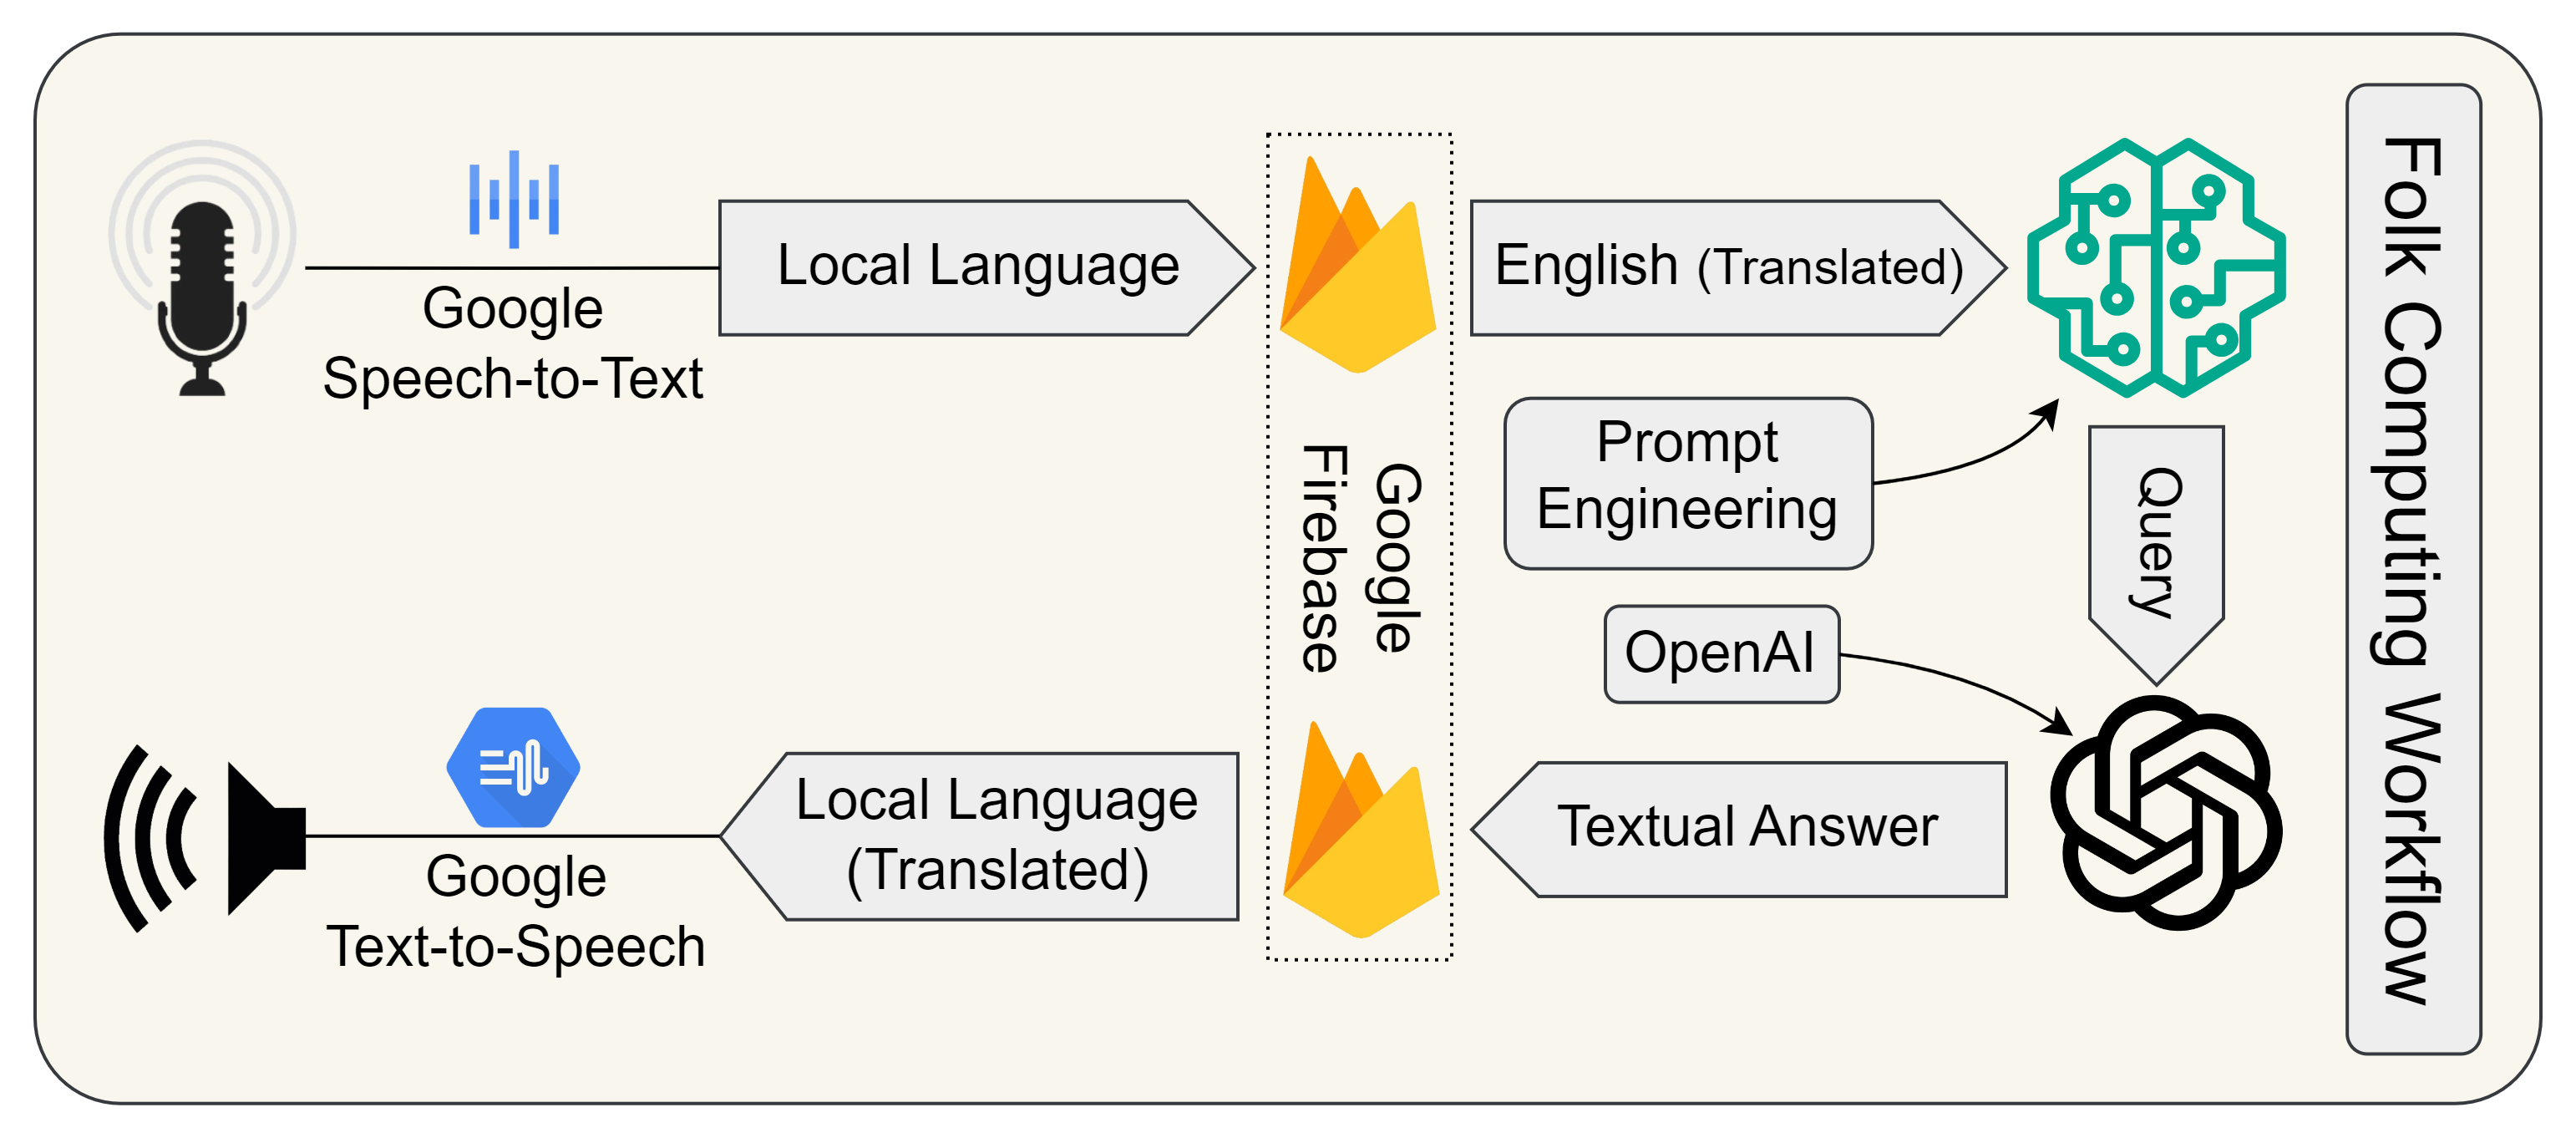 Google
Speech-to-Text
Local Language
Google
Firebase
English (Translated)
Prompt
Engineering
Query
OpenAI
Textual Answer
Local Language
(Translated)
Google
Text-to-Speech
Folk Computing Workflow